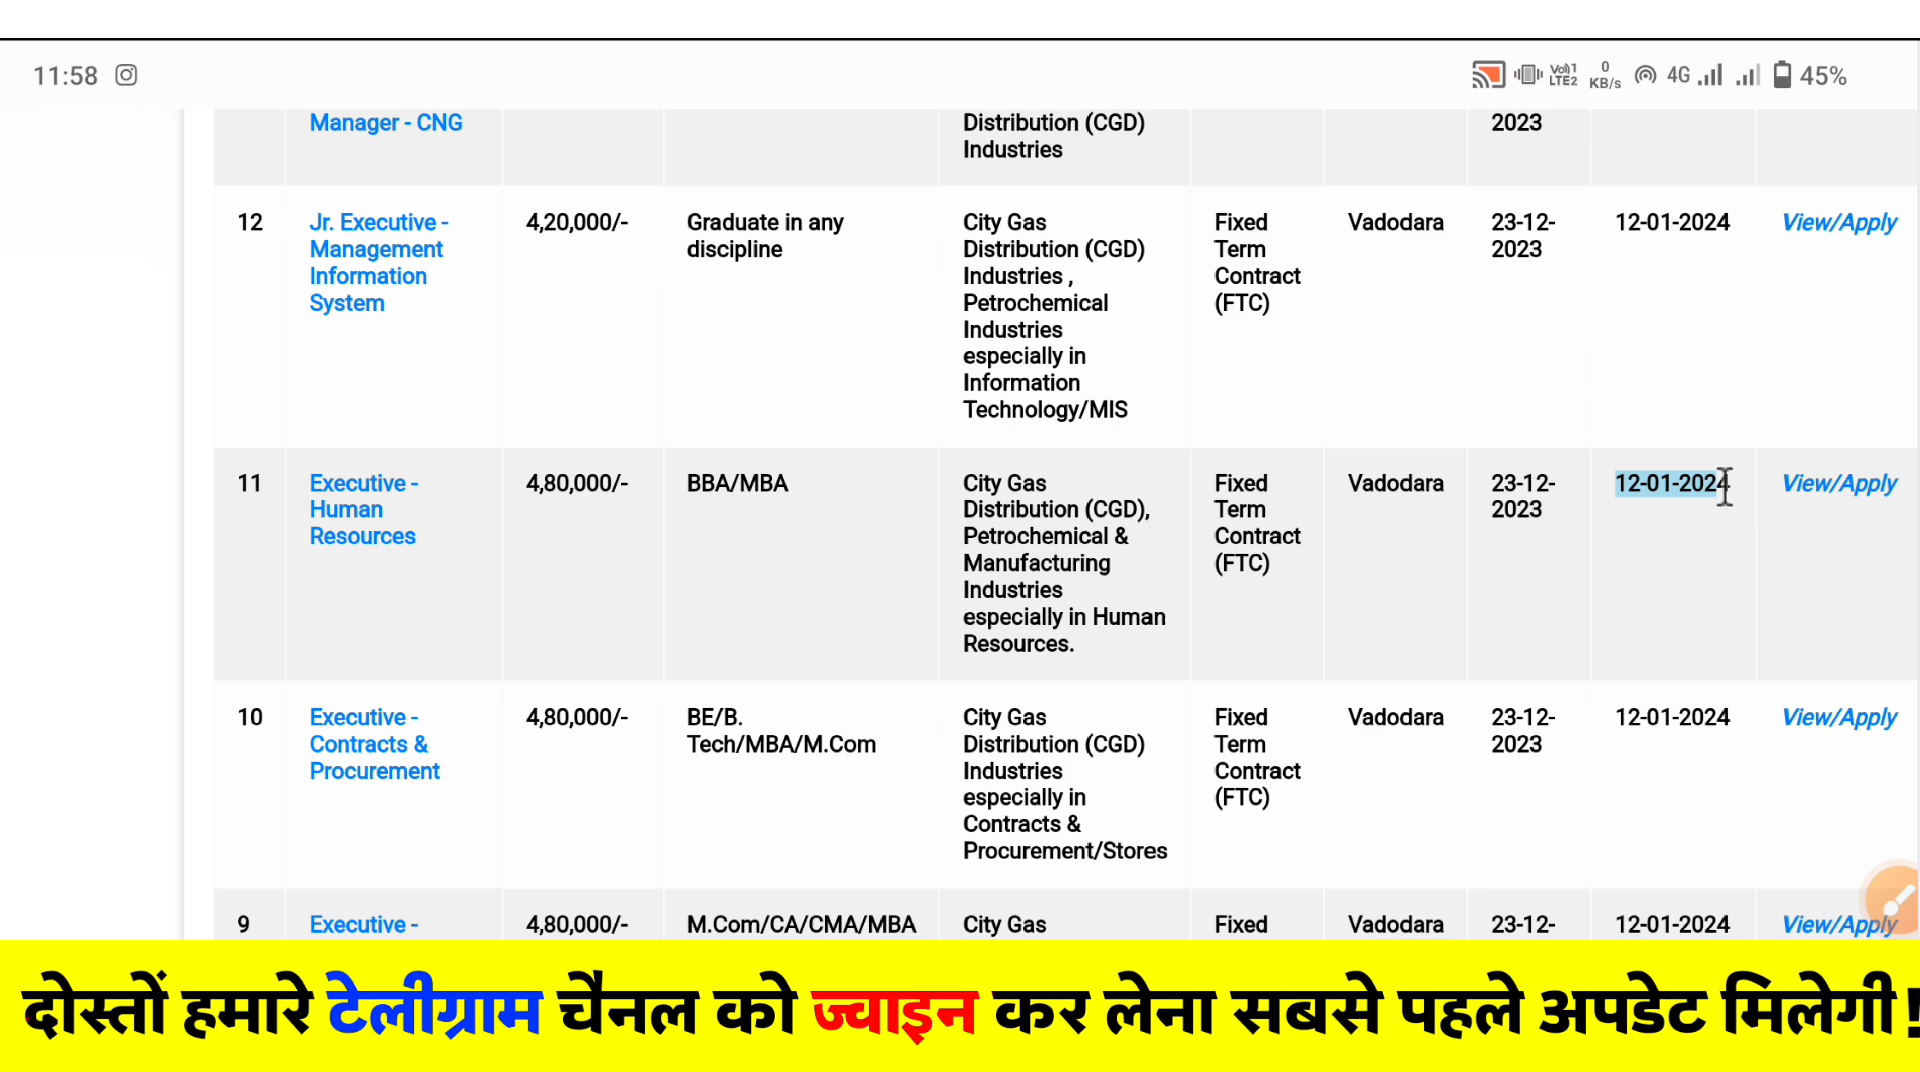 11:58
Vo))1 LTE2 0 KB/s 4G 45%
Manager - CNG
Distribution (CGD)
Industries
2023
12
Jr. Executive -
Management
Information
System
4,20,000/-
Graduate in any
discipline
City Gas
Distribution (CGD)
Industries ,
Petrochemical
Industries
especially in
Information
Technology/MIS
Fixed
Term
Contract
(FTC)
Vadodara
23-12-
2023
12-01-2024
View/Apply
11
Executive -
Human
Resources
4,80,000/-
BBA/MBA
City Gas
Distribution (CGD),
Petrochemical &
Manufacturing
Industries
especially in Human
Resources.
Fixed
Term
Contract
(FTC)
Vadodara
23-12-
2023
12-01-2024
View/Apply
10
Executive -
Contracts &
Procurement
4,80,000/-
BE/B.
Tech/MBA/M.Com
City Gas
Distribution (CGD)
Industries
especially in
Contracts &
Procurement/Stores
Fixed
Term
Contract
(FTC)
Vadodara
23-12-
2023
12-01-2024
View/Apply
9
Executive -
4,80,000/-
M.Com/CA/CMA/MBA
City Gas
Fixed
Vadodara
23-12-
12-01-2024
View/Apply
दोस्तों हमारे टेलीग्राम चैनल को ज्वाइन कर लेना सबसे पहले अपडेट मिलेगी!